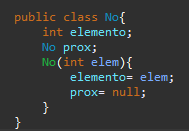 public class No{
    int elemento;
    No prox;
    No(int elem){
        elemento= elem;
        prox= null;
    }
}